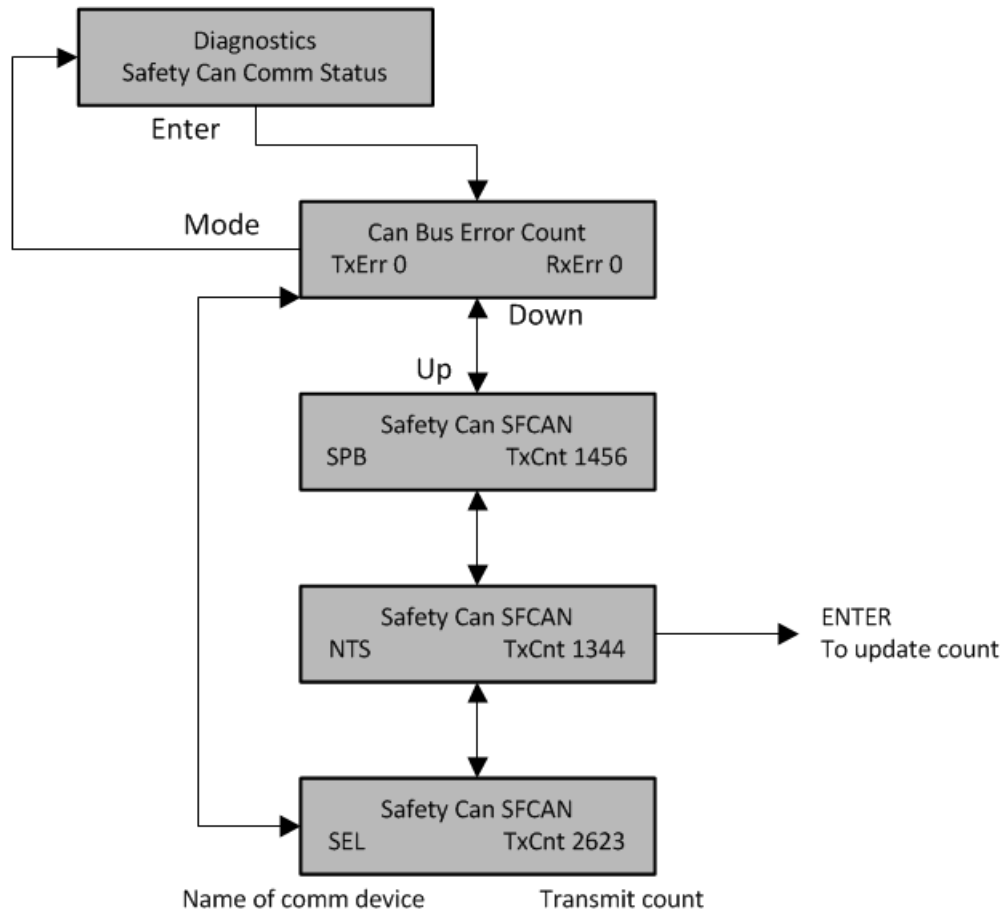 Diagnostics
Safety Can Comm Status
Enter
Mode
Can Bus Error Count
TxErr 0 RxErr 0
Down
Up
Safety Can SFCAN
SPB TxCnt 1456
Safety Can SFCAN
NTS TxCnt 1344
ENTER
To update count
Safety Can SFCAN
SEL TxCnt 2623
Name of comm device Transmit count